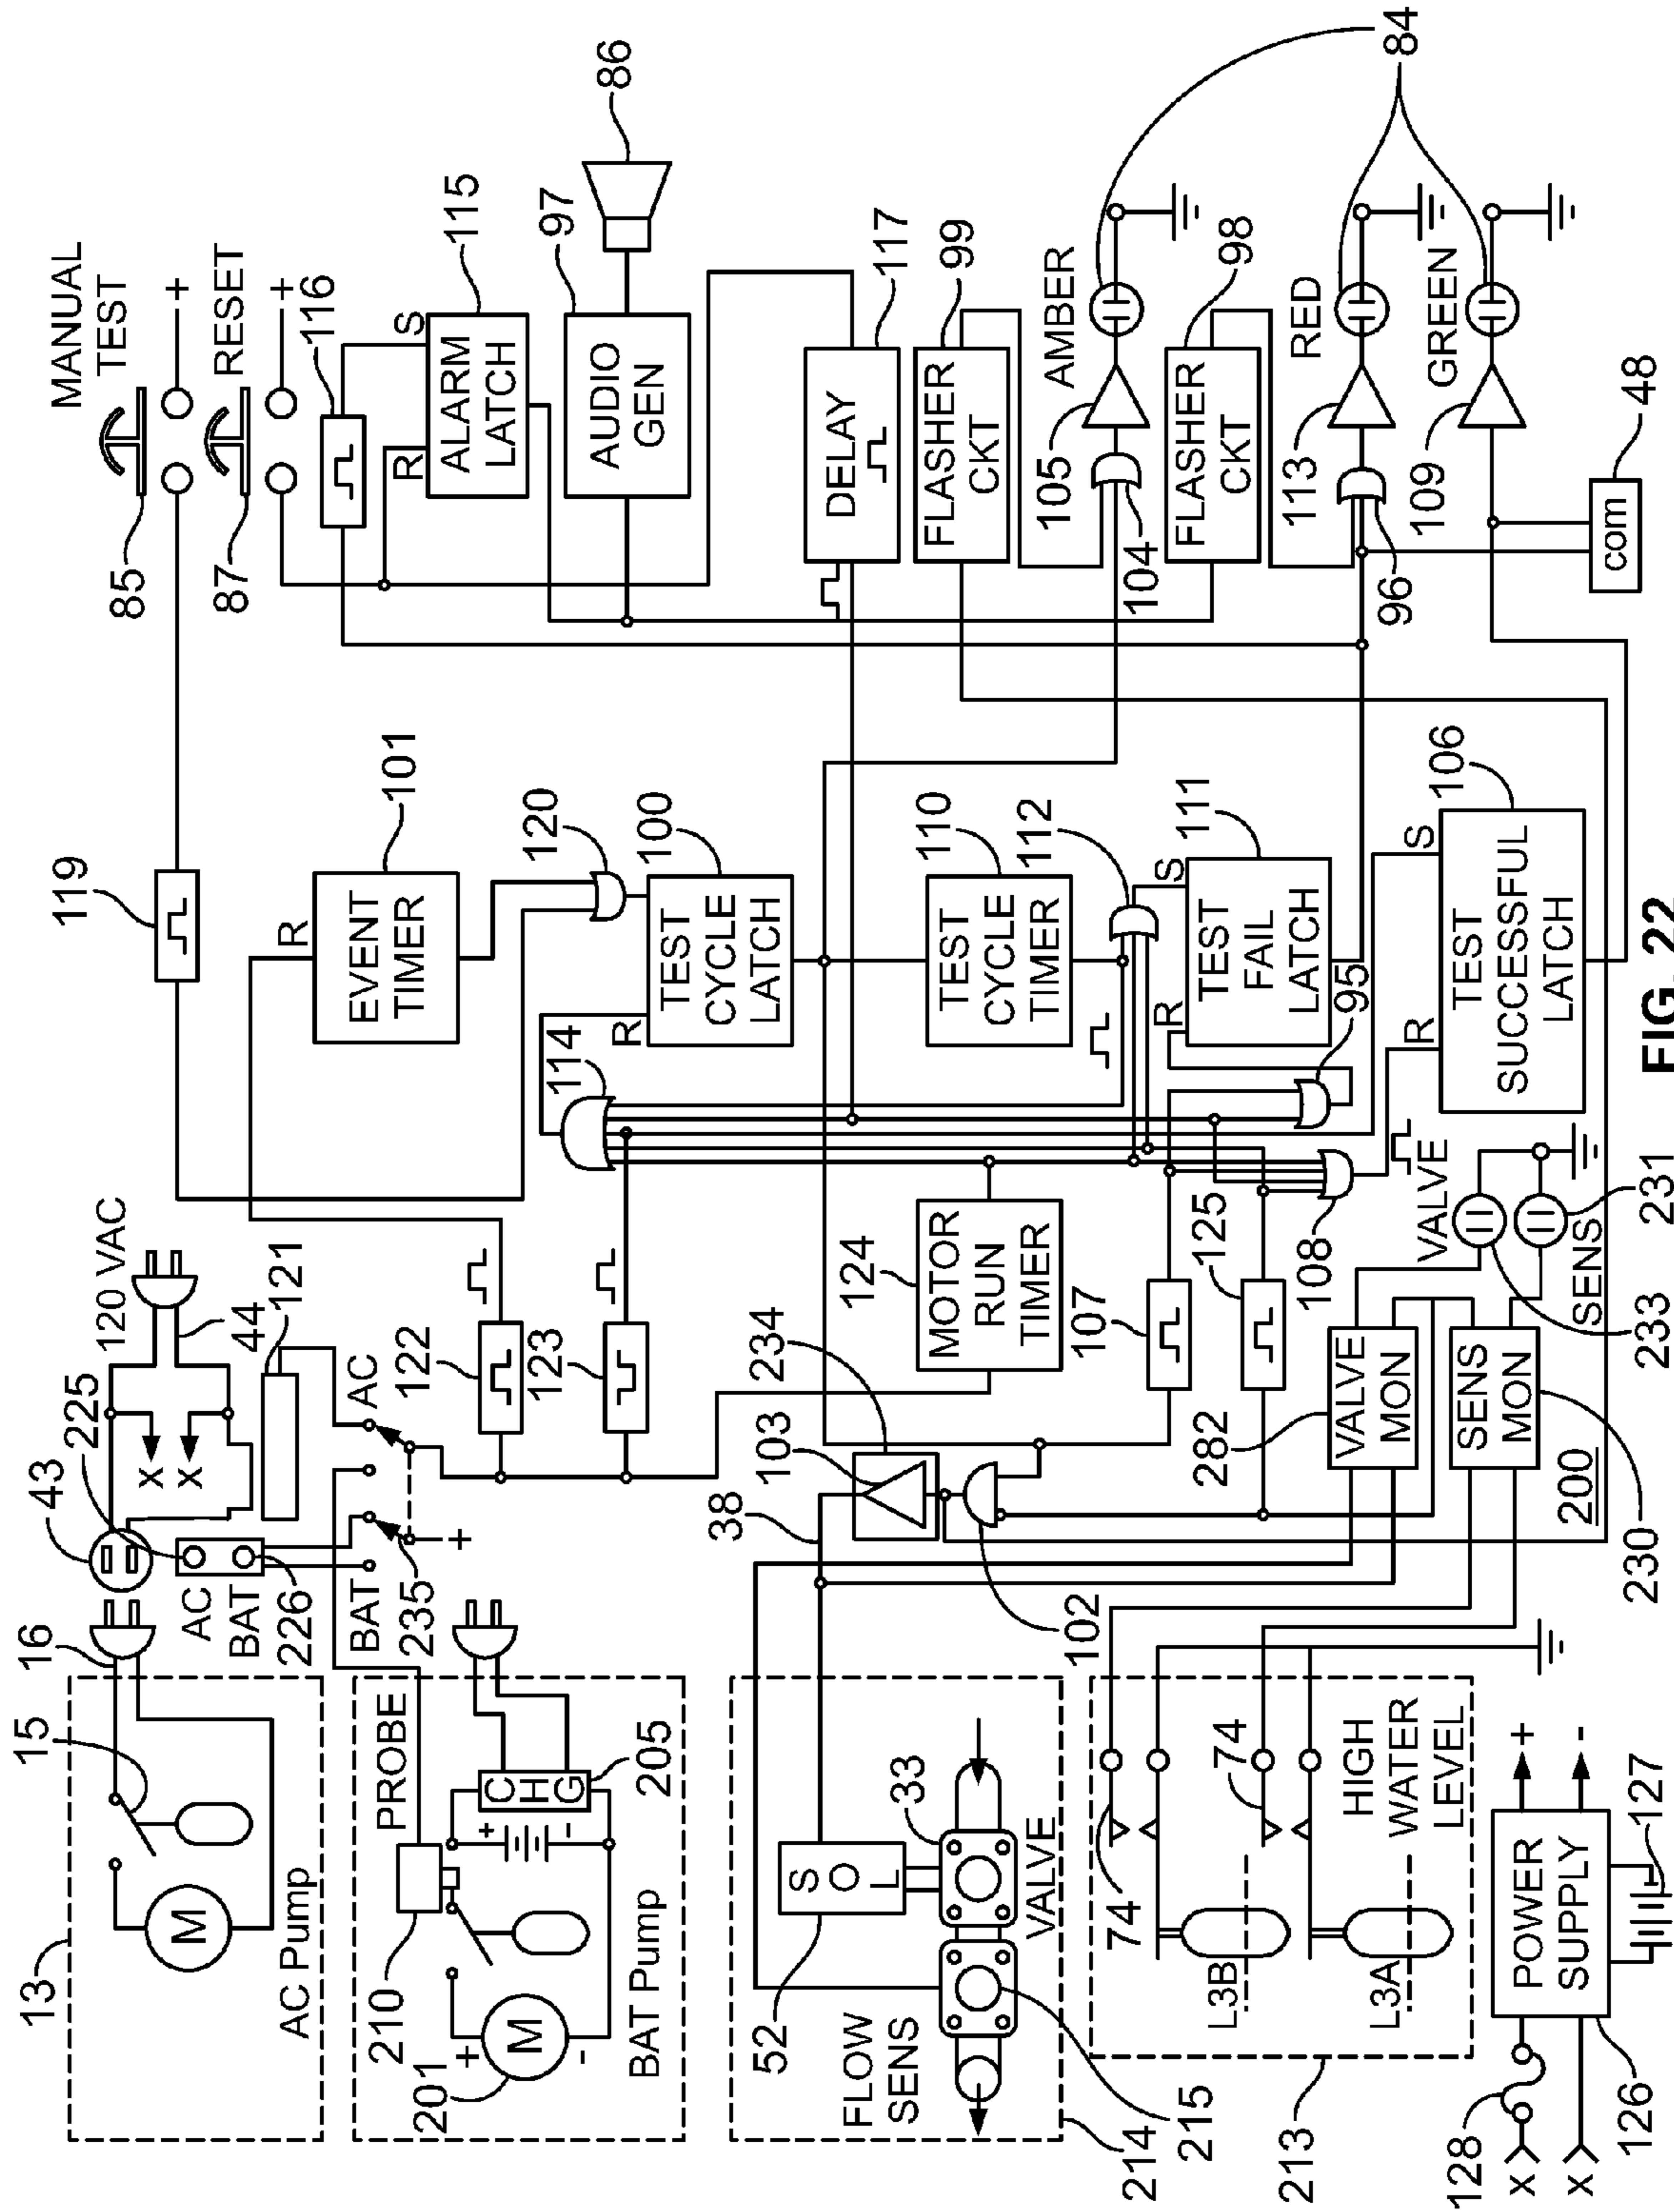 13
15
16
M
AC Pump
43
225
120 VAC
X
X
44
121
AC
BAT
226
BAT
AC
235
+
PROBE
210
201
M
+
-
+
-
CHG
205
BAT Pump
122
123
119
MANUAL
TEST
+
85
RESET
+
87
116
R
S
ALARM
LATCH
115
AUDIO
GEN
97
86
R
EVENT
TIMER
101
120
114
R
TEST
CYCLE
LATCH
100
DELAY
117
FLASHER
CKT
99
AMBER
105
104
FLASHER
CKT
98
RED
113
96
GREEN
109
84
com
48
TEST
CYCLE
TIMER
110
112
R
S
TEST
FAIL
LATCH
111
95
R
S
TEST
SUCCESSFUL
LATCH
106
124
MOTOR
RUN
TIMER
107
125
108
234
103
38
102
52
SOL
33
FLOW
SENS
VALVE
214
215
282
VALVE
MON
SENS
MON
200
230
VALVE
SENS
233
231
74
74
L3B
L3A
HIGH
WATER
LEVEL
213
128
X
X
POWER
SUPPLY
+
-
126
127
FIG. 22